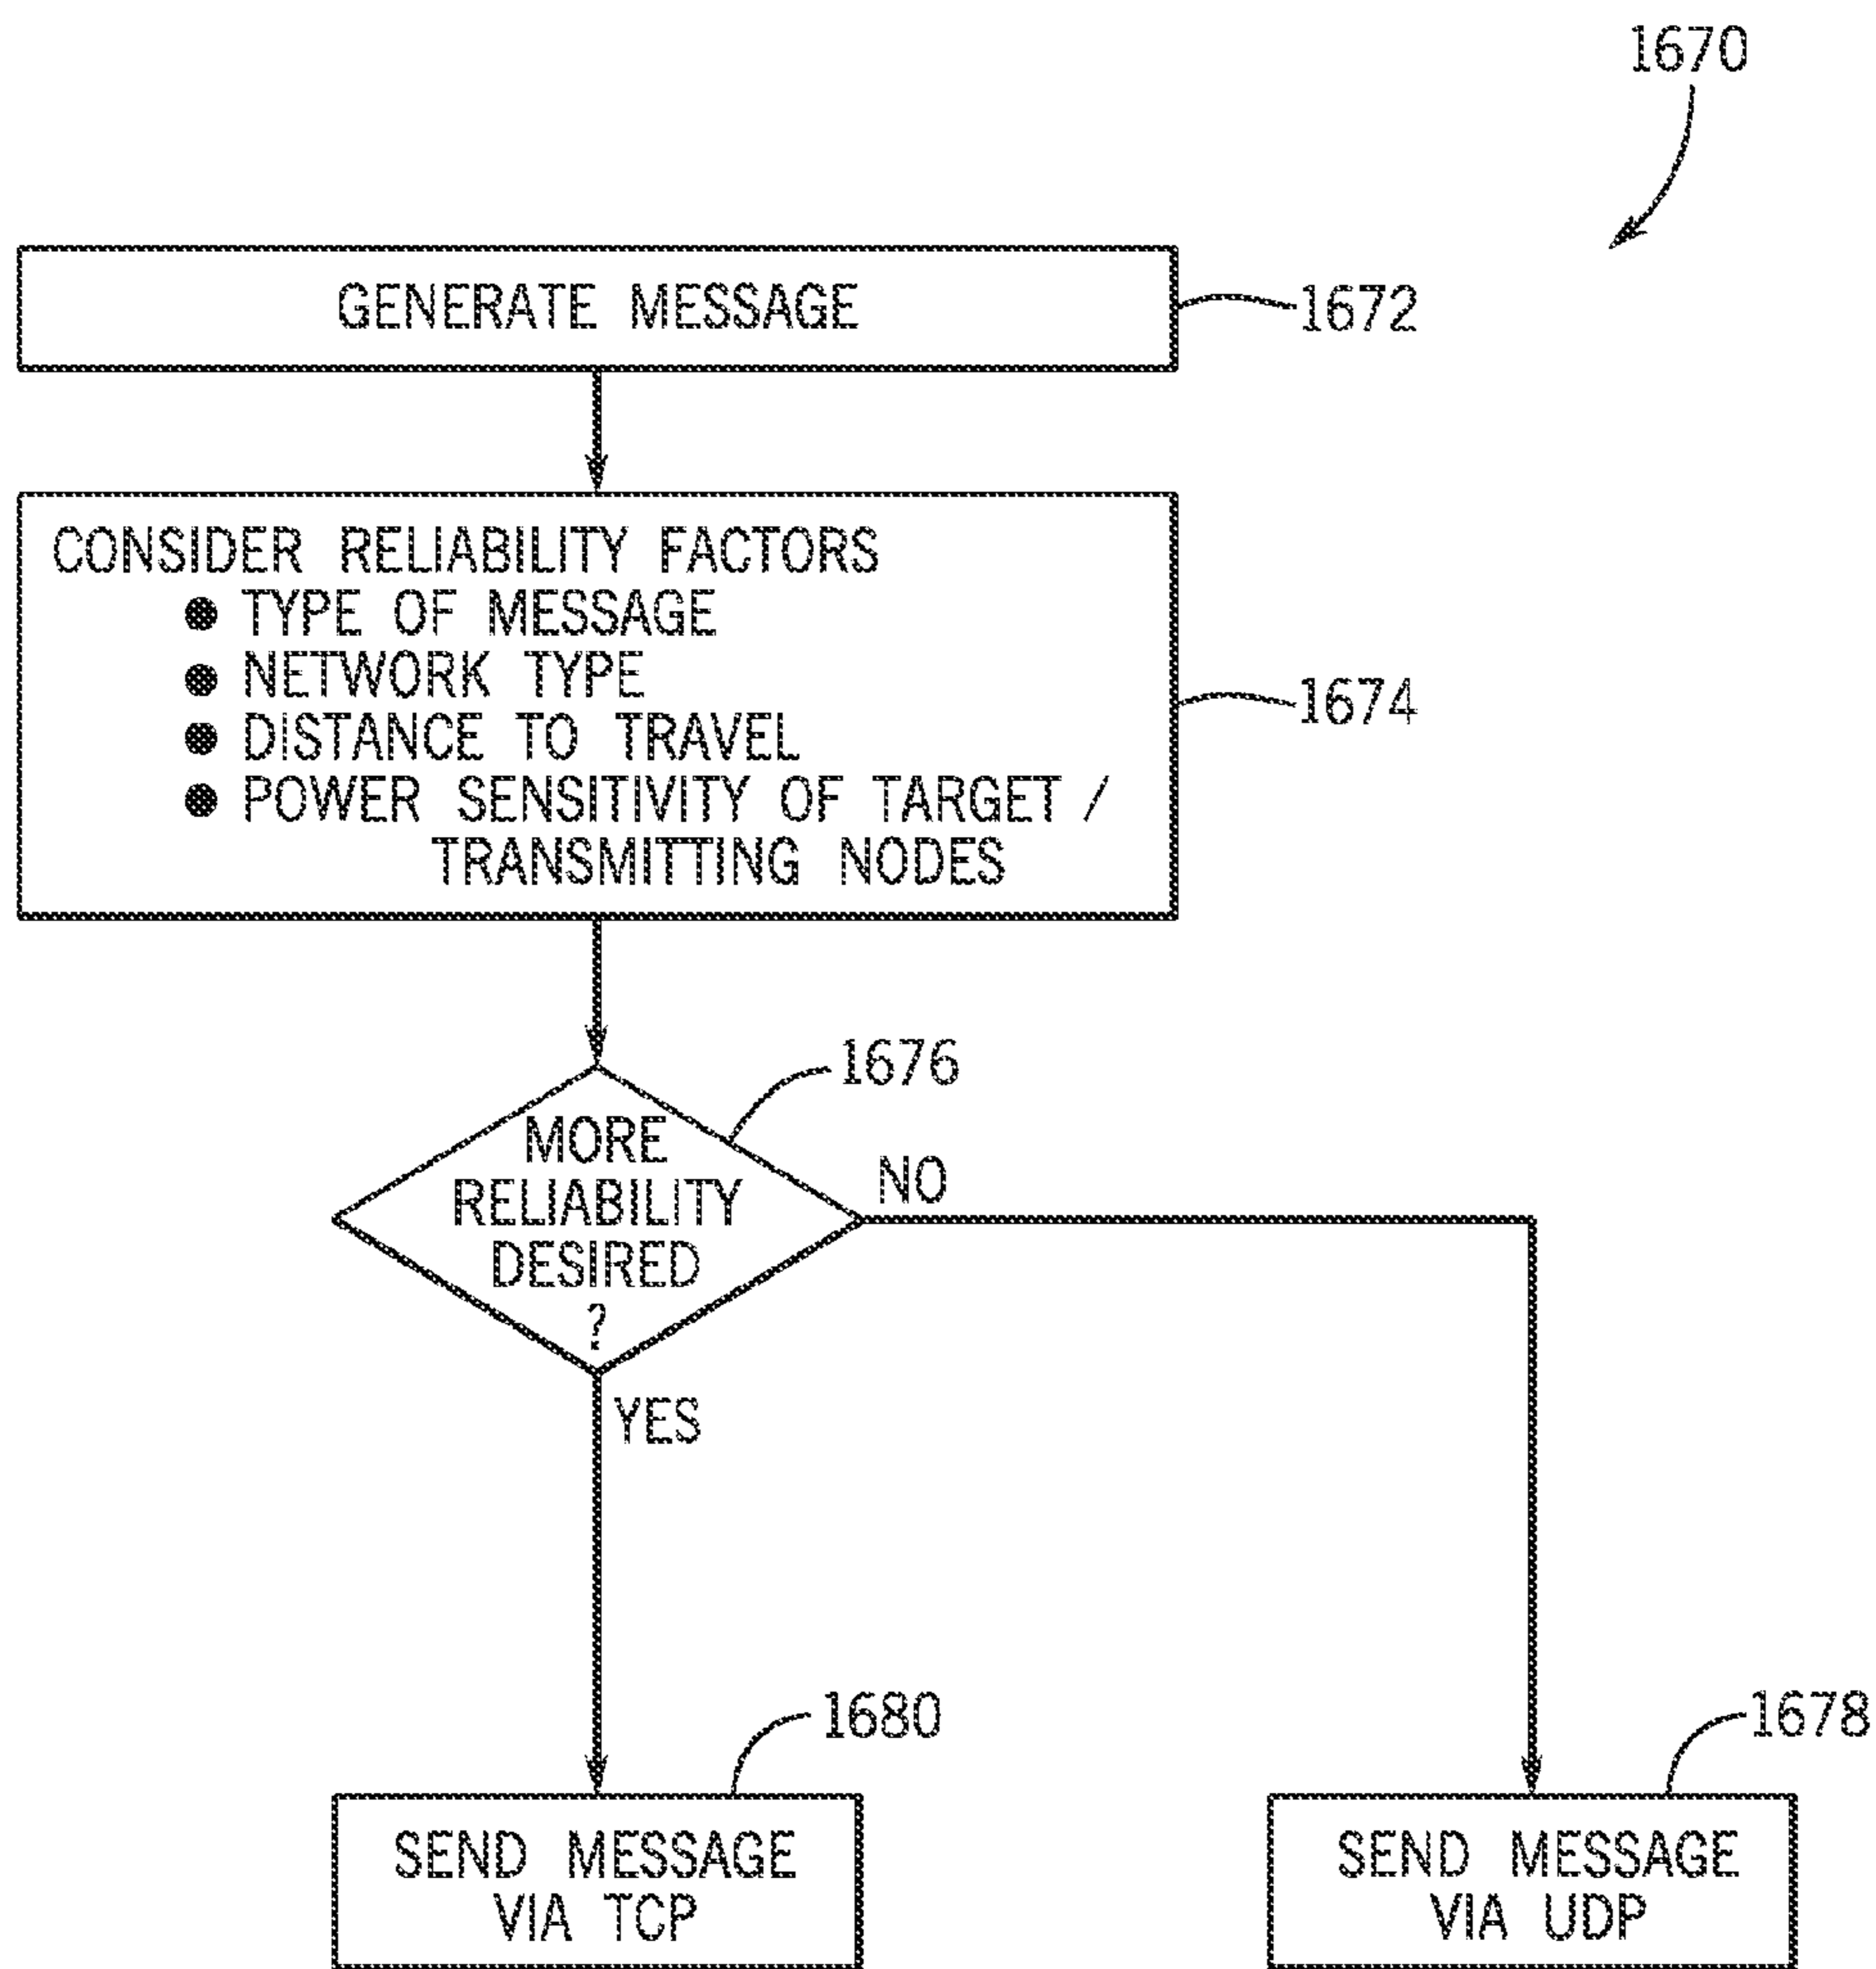 1670
GENERATE MESSAGE
1672
CONSIDER RELIABILITY FACTORS
● TYPE OF MESSAGE
● NETWORK TYPE
● DISTANCE TO TRAVEL
● POWER SENSITIVITY OF TARGET /
TRANSMITTING NODES
1674
1676
MORE
RELIABILITY
DESIRED
?
NO
YES
1680
SEND MESSAGE
VIA TCP
1678
SEND MESSAGE
VIA UDP